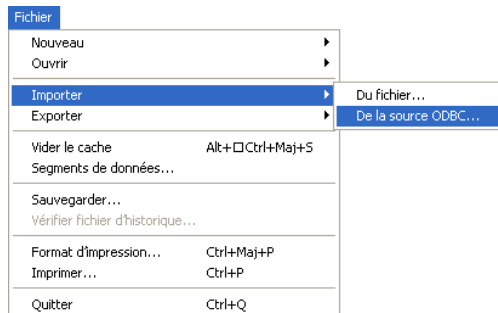 Fichier
Nouveau
Ouvrir
Importer
Du fichier...
Exporter
De la source ODBC...
Vider le cache Alt+□Ctrl+Maj+S
Segments de données...
Sauvegarder...
Vérifier fichier d'historique...
Format d'impression... Ctrl+Maj+P
Imprimer... Ctrl+P
Quitter Ctrl+Q